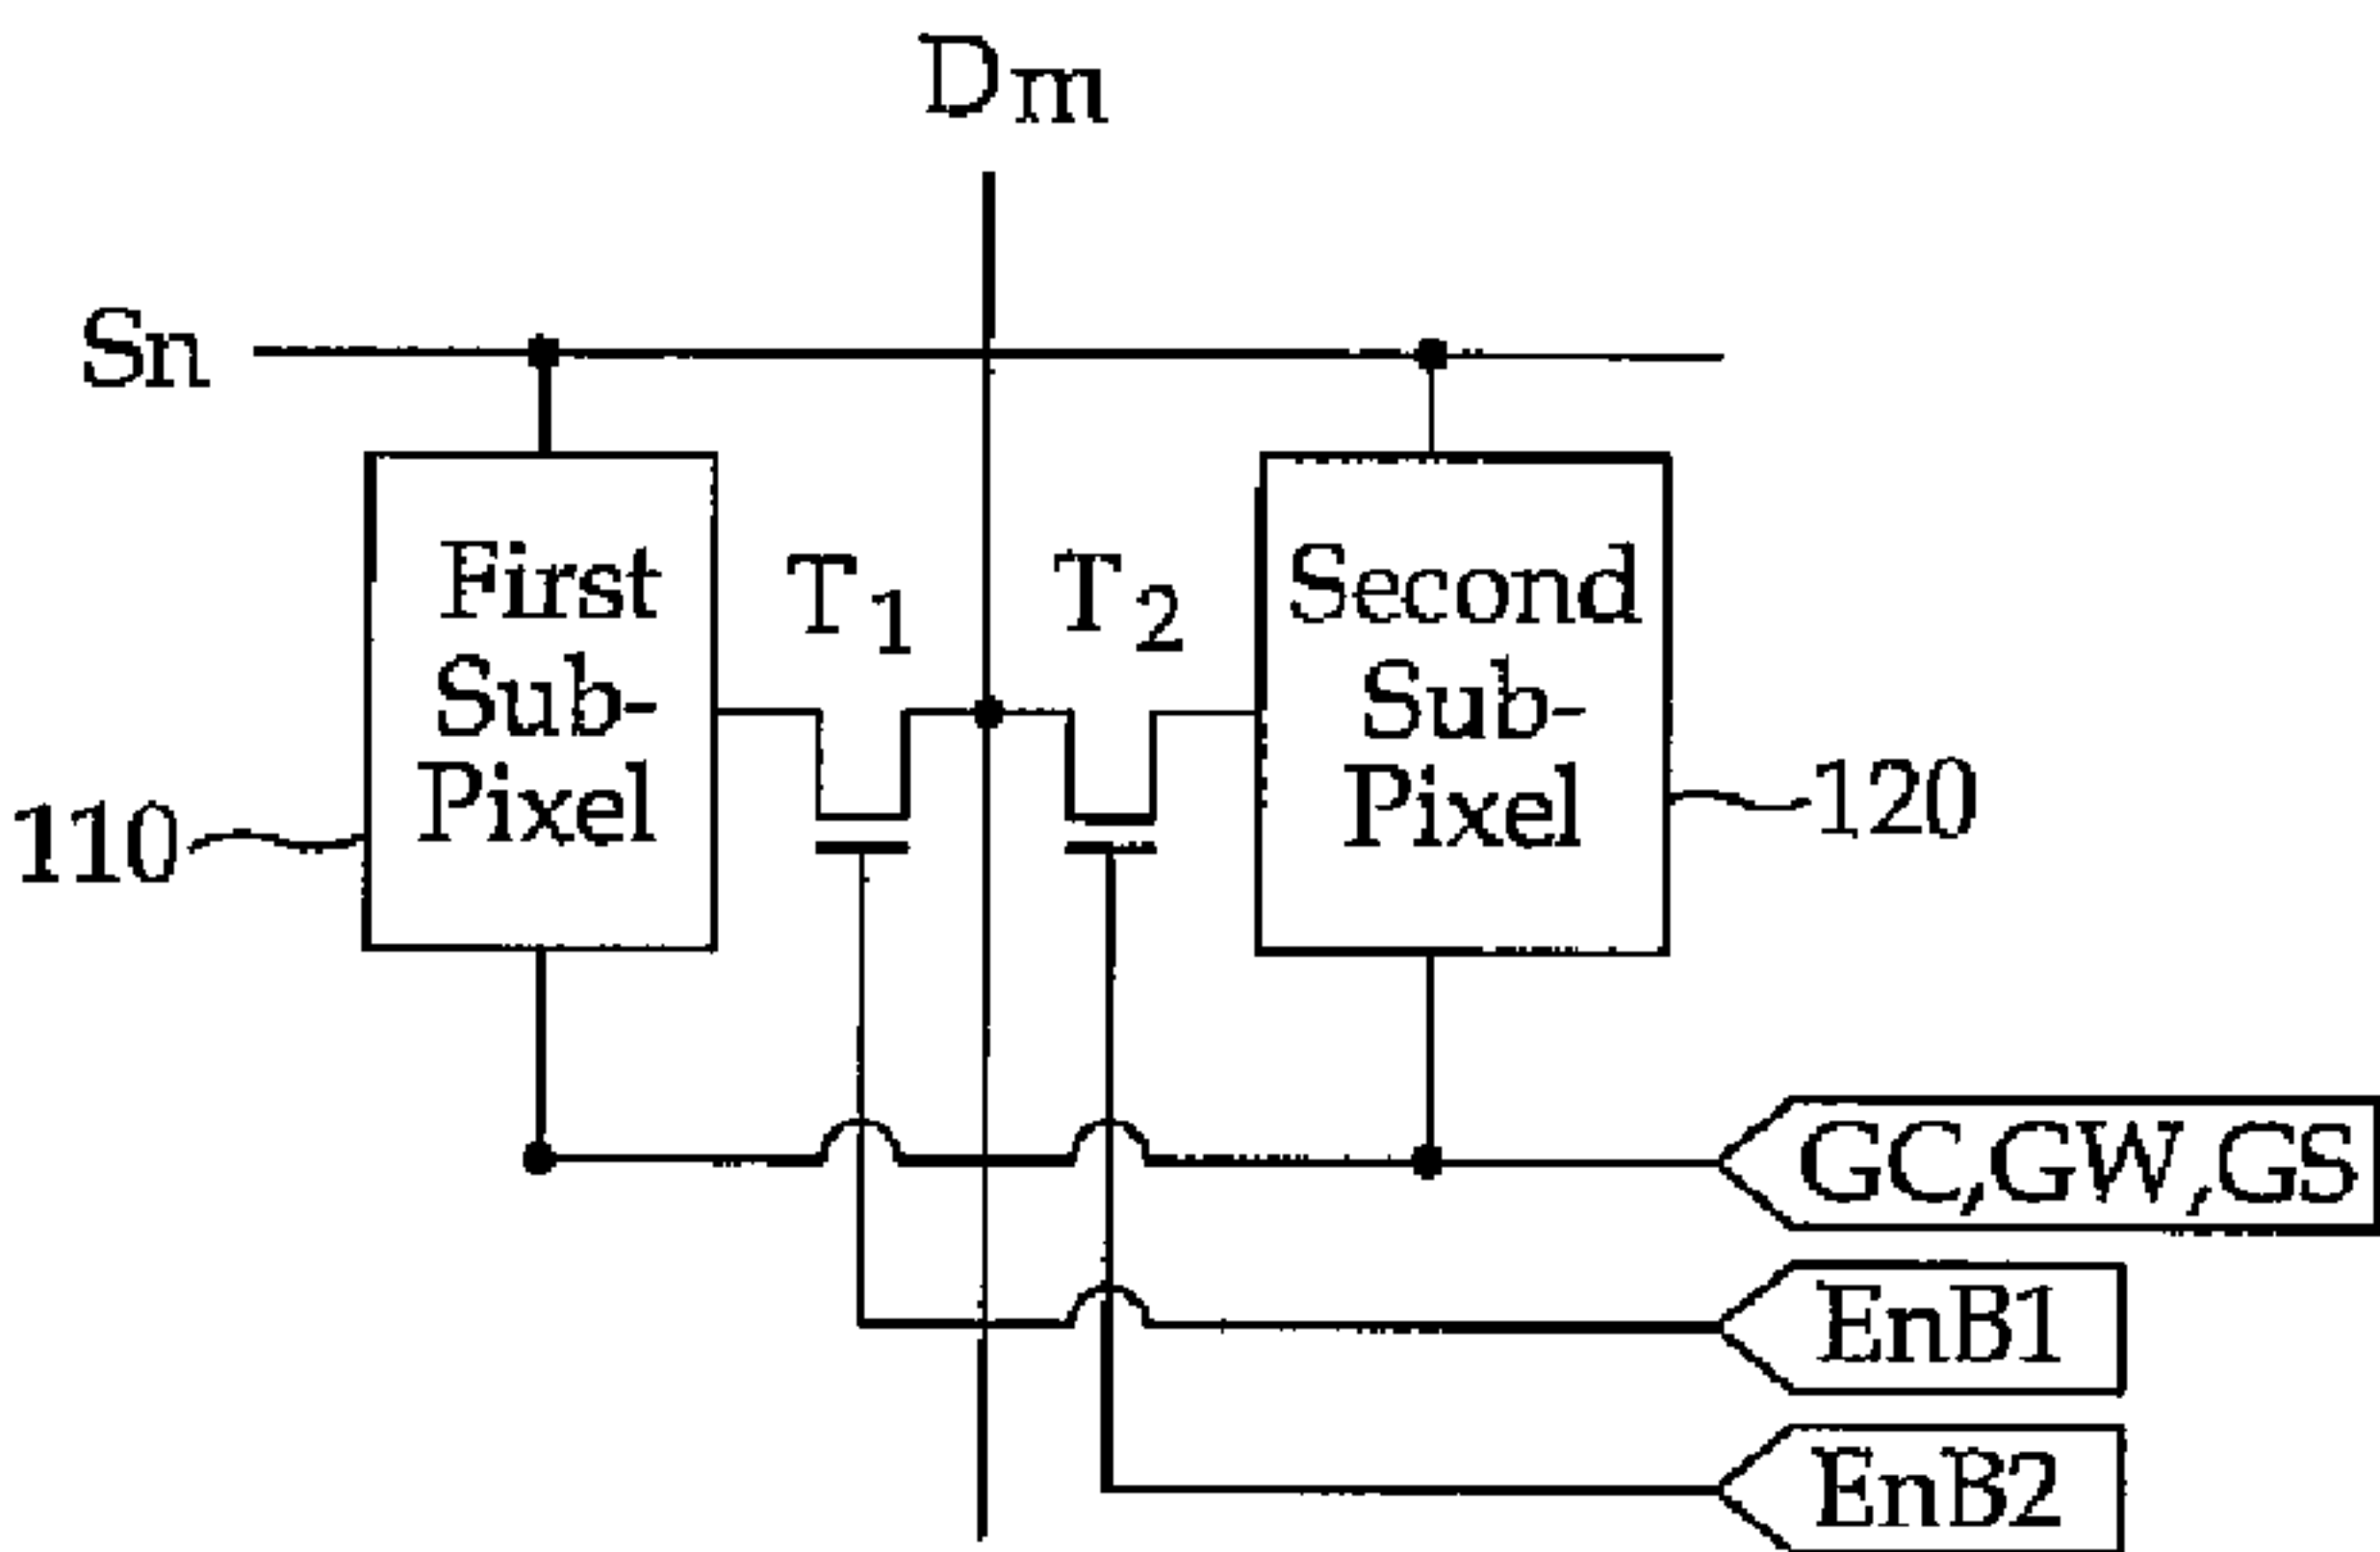 Dm
Sn
First
Sub-
Pixel
T1
T2
Second
Sub-
Pixel
110
120
GC,GW,GS
EnB1
EnB2